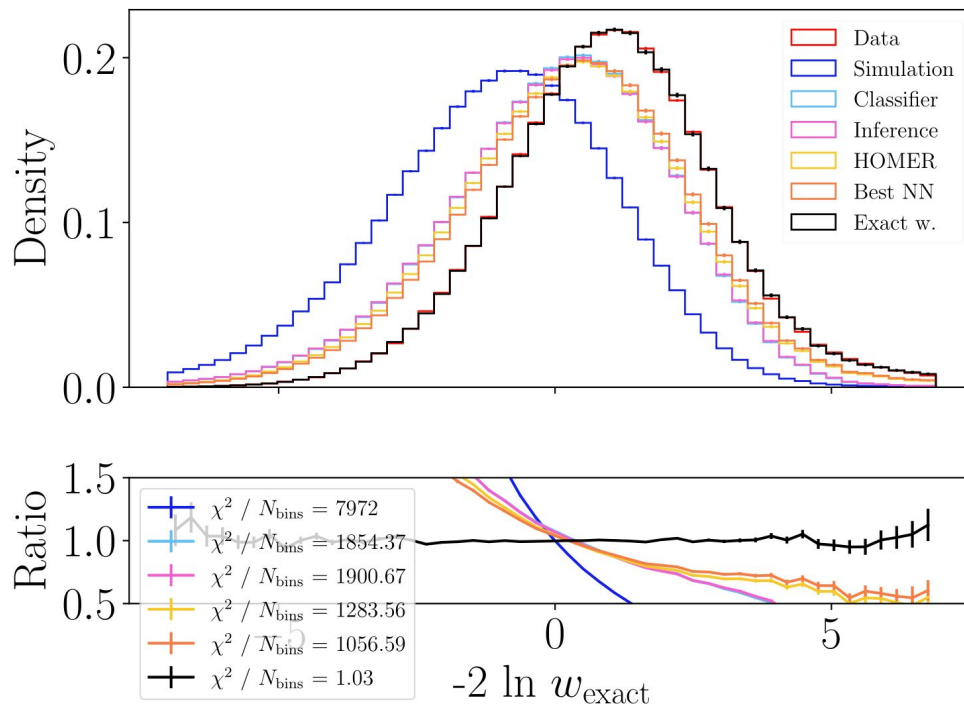 Density
0.2
0.1
0.0
Data
Simulation
Classifier
Inference
HOMER
Best NN
Exact w.
Ratio
1.5
1.0
0.5
χ² / N_bins = 7972
χ² / N_bins = 1854.37
χ² / N_bins = 1900.67
χ² / N_bins = 1283.56
χ² / N_bins = 1056.59
χ² / N_bins = 1.03
−5 0 5
-2 ln w_exact